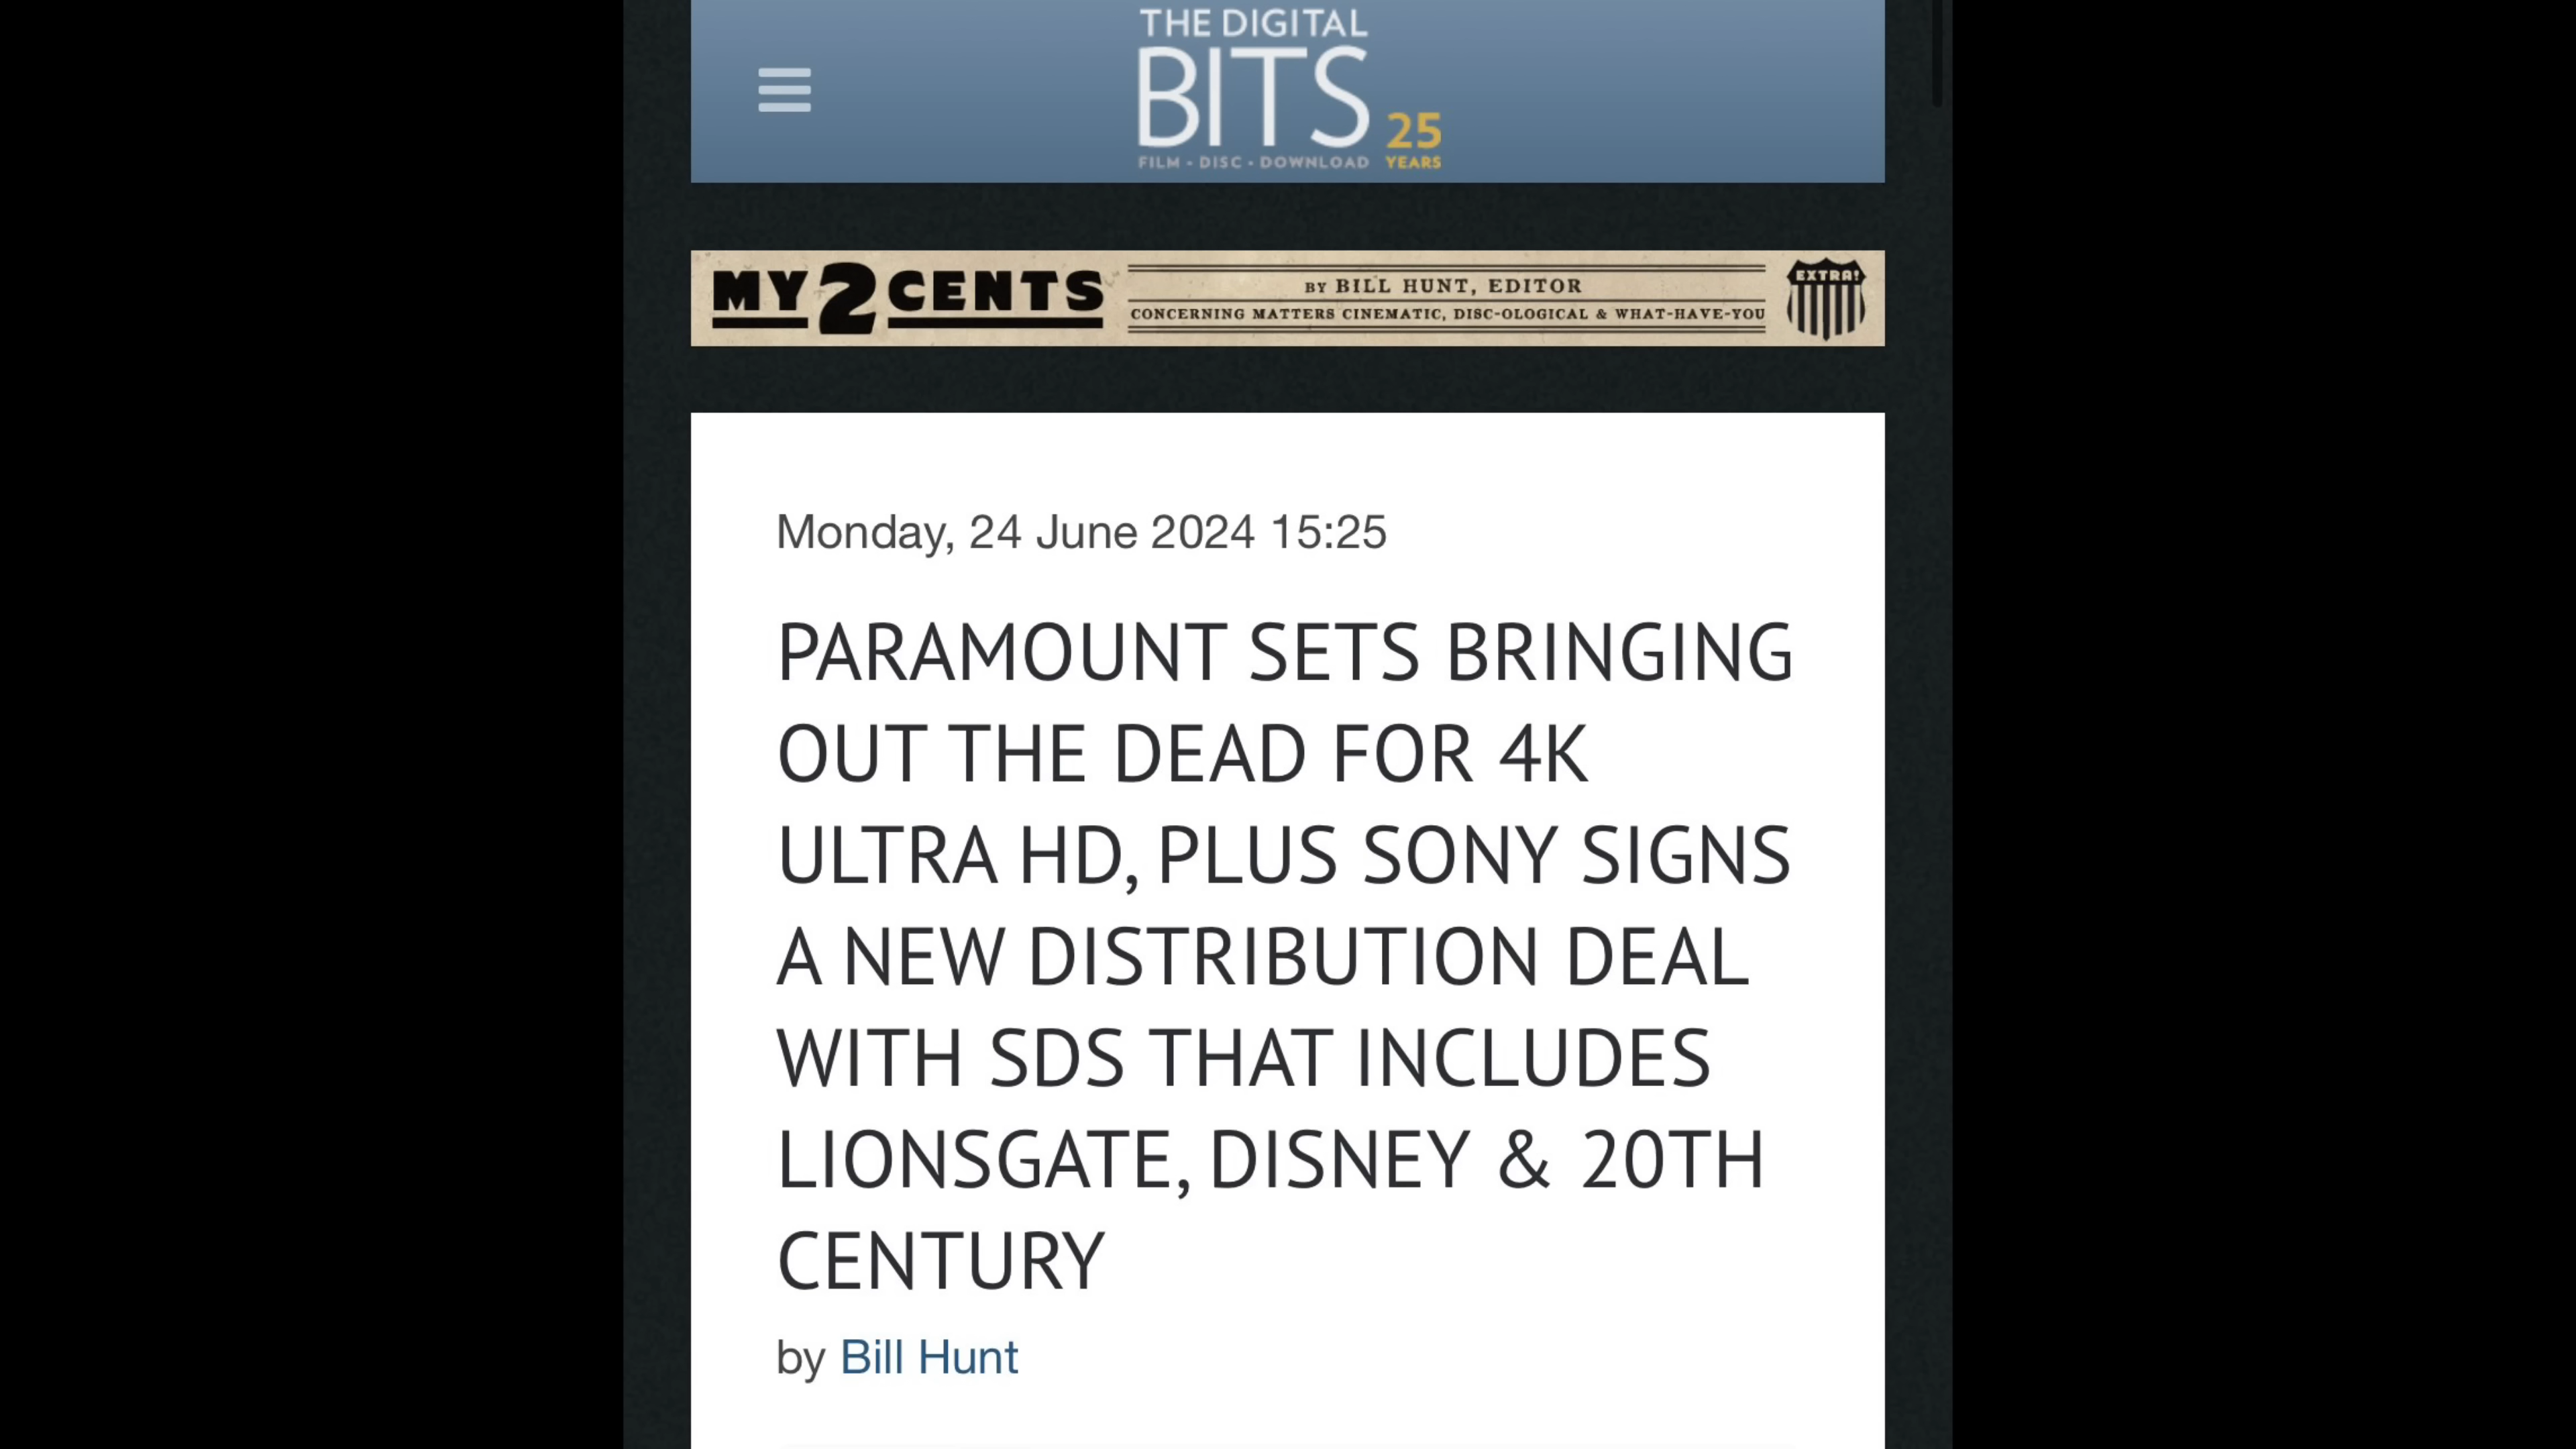 THE DIGITAL
BITS 25
FILM - DISC - DOWNLOAD YEARS
MY 2 CENTS
BY BILL HUNT, EDITOR
CONCERNING MATTERS CINEMATIC, DISC-OLOGICAL & WHAT-HAVE-YOU
EXTRA!
Monday, 24 June 2024 15:25
PARAMOUNT SETS BRINGING
OUT THE DEAD FOR 4K
ULTRA HD, PLUS SONY SIGNS
A NEW DISTRIBUTION DEAL
WITH SDS THAT INCLUDES
LIONSGATE, DISNEY & 20TH
CENTURY
by Bill Hunt